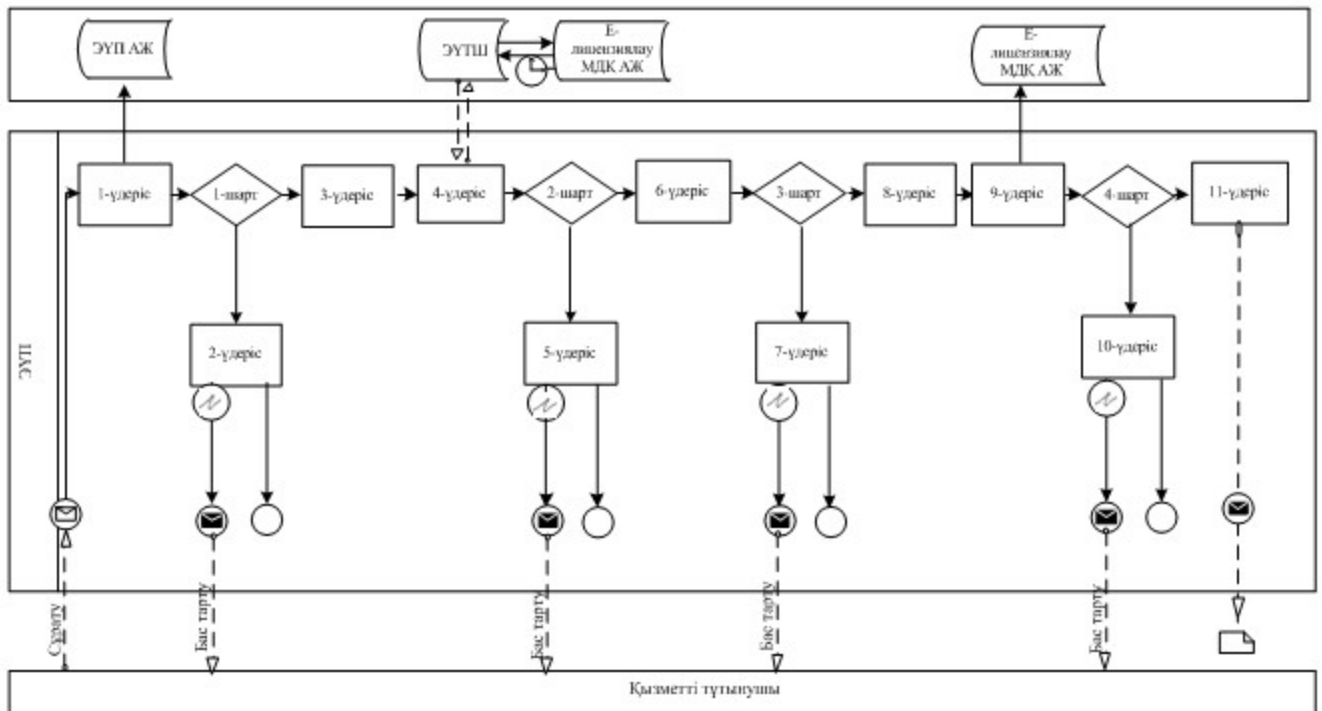 ЭҮП АЖ
ЭҮТШ
Е-
лицензиялау
МДҚ АЖ
Е-
лицензиялау
МДҚ АЖ
1-үдеріс
1-шарт
3-үдеріс
4-үдеріс
2-шарт
6-үдеріс
3-шарт
8-үдеріс
9-үдеріс
4-шарт
11-үдеріс
ЭҮП
2-үдеріс
5-үдеріс
7-үдеріс
10-үдеріс
Сұрату
Бас тарту
Бас тарту
Бас тарту
Бас тарту
Қызметті тұтынушы